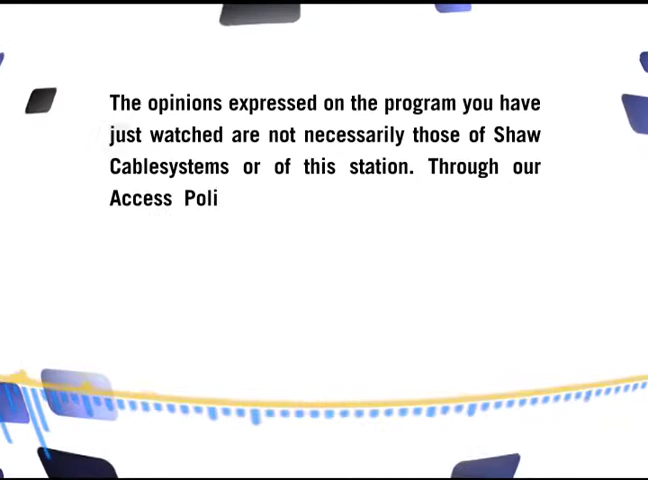 The opinions expressed on the program you have
just watched are not necessarily those of Shaw
Cablesystems or of this station. Through our
Access Poli